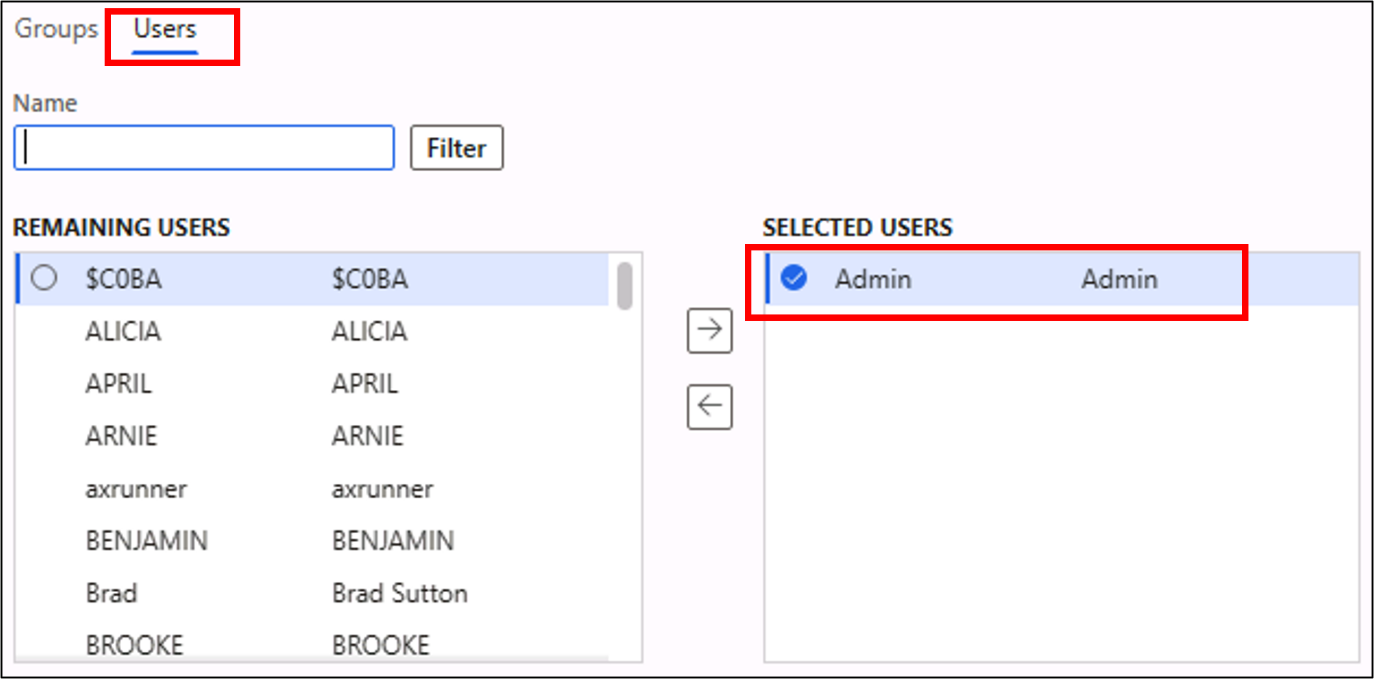 Groups Users
Name
Filter
REMAINING USERS SELECTED USERS
$C0BA $C0BA Admin Admin
ALICIA ALICIA
APRIL APRIL
ARNIE ARNIE
axrunner axrunner
BENJAMIN BENJAMIN
Brad Brad Sutton
BROOKE BROOKE